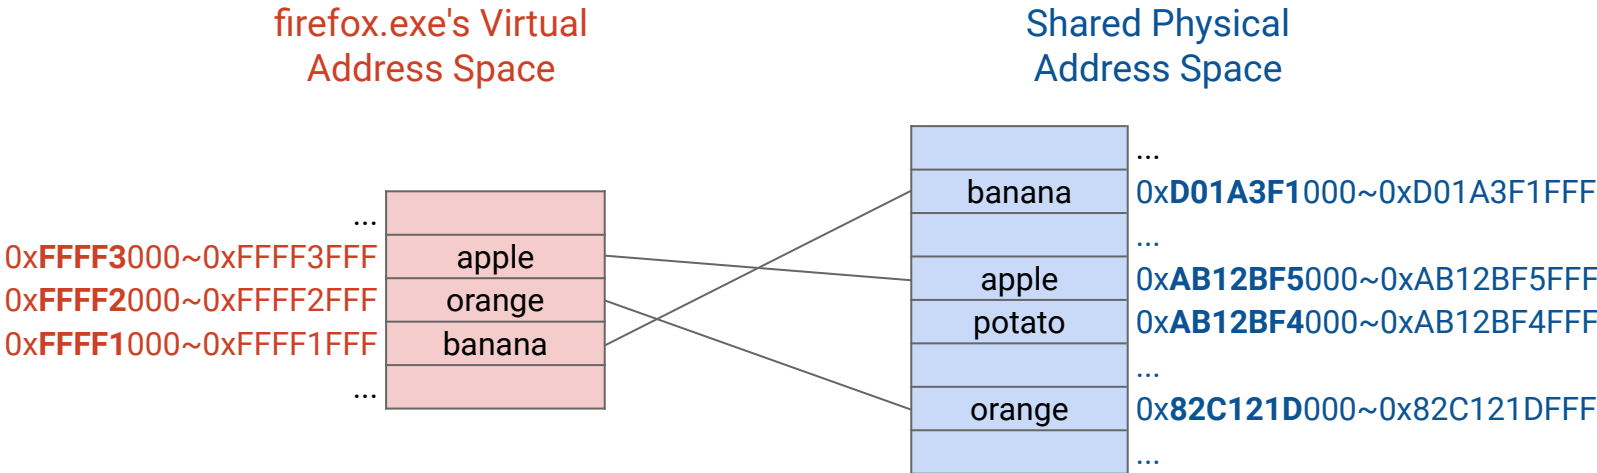 firefox.exe's Virtual
Address Space
...
0xFFFF3000~0xFFFF3FFF apple
0xFFFF2000~0xFFFF2FFF orange
0xFFFF1000~0xFFFF1FFF banana
...
Shared Physical
Address Space
...
banana 0xD01A3F1000~0xD01A3F1FFF
...
apple 0xAB12BF5000~0xAB12BF5FFF
potato 0xAB12BF4000~0xAB12BF4FFF
...
orange 0x82C121D000~0x82C121DFFF
...